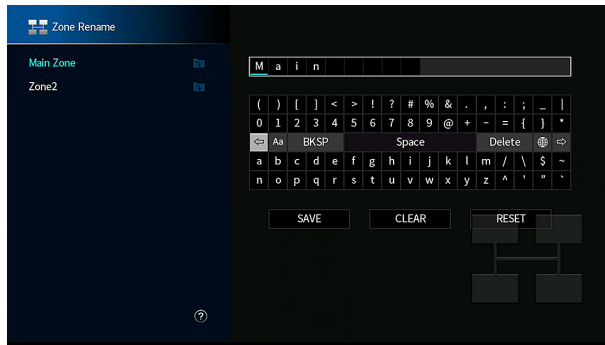 Zone Rename
Main Zone
Zone2
Main
( ) [ ] < > ! ? # % & . , : ; _ |
0 1 2 3 4 5 6 7 8 9 @ + - = { } *
⇦ Aa BKSP Space Delete ⇨
a b c d e f g h i j k l m / \ $ ~
n o p q r s t u v w x y z ^ ' " `
SAVE CLEAR RESET
?